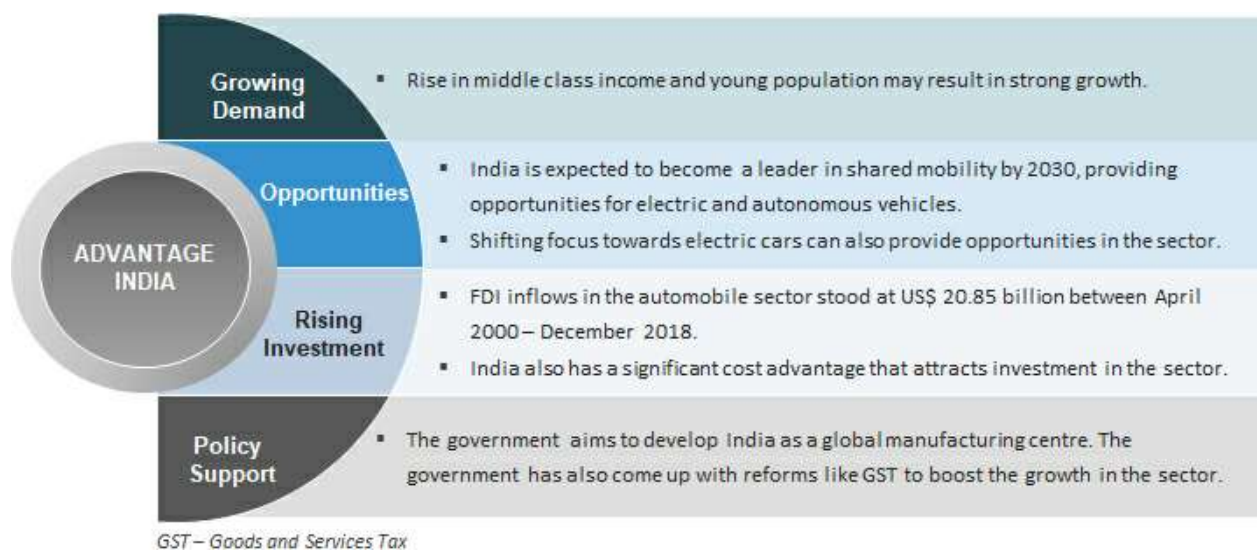 Growing
Demand
▪ Rise in middle class income and young population may result in strong growth.
Opportunities
▪ India is expected to become a leader in shared mobility by 2030, providing
opportunities for electric and autonomous vehicles.
▪ Shifting focus towards electric cars can also provide opportunities in the sector.
ADVANTAGE
INDIA
Rising
Investment
▪ FDI inflows in the automobile sector stood at US$ 20.85 billion between April
2000 – December 2018.
▪ India also has a significant cost advantage that attracts investment in the sector.
Policy
Support
▪ The government aims to develop India as a global manufacturing centre. The
government has also come up with reforms like GST to boost the growth in the sector.
GST – Goods and Services Tax